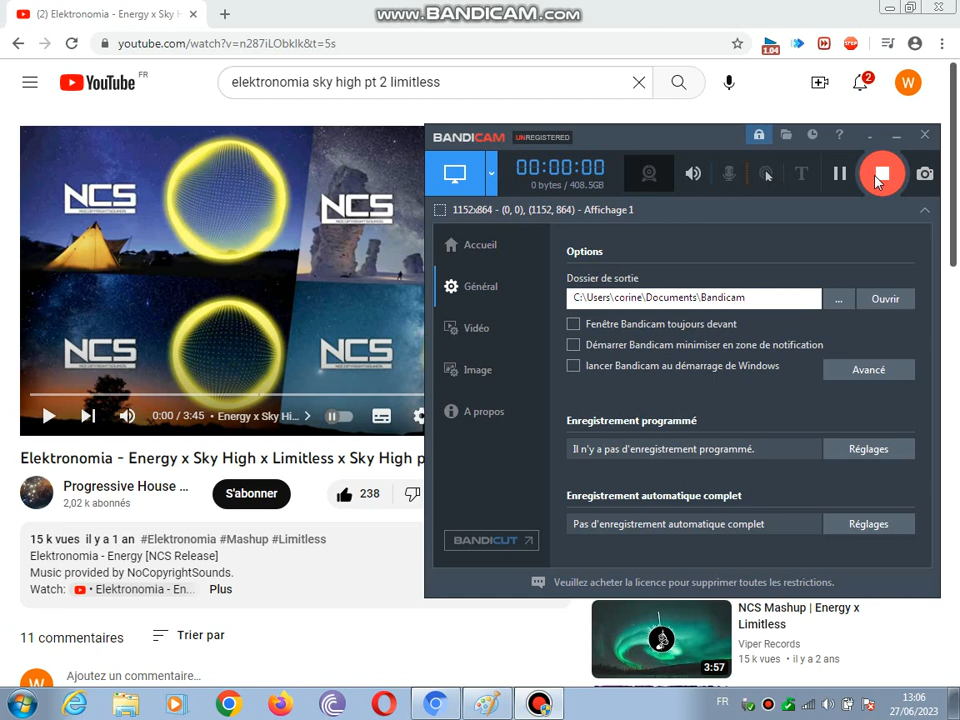 (2) Elektronomia - Energy x Sky H
www.BANDICAM.com
youtube.com/watch?v=n287iLObkIk&t=5s
1.04
STOP
YouTube FR
elektronomia sky high pt 2 limitless
2
W
NCS
NOCOPYRIGHTSOUNDS
NCS
NOCOPYRIGHTSOUNDS
NCS
NOCOPYRIGHTSOUNDS
NCS
NOCOPYRIGHTSOUNDS
0:00 / 3:45 • Energy x Sky Hi...
BANDICAM UNREGISTERED
00:00:00
0 bytes / 408.5GB
1152x864 - (0, 0), (1152, 864) - Affichage 1
Accueil
Général
Vidéo
Image
A propos
BANDICUT
Options
Dossier de sortie
C:\Users\corine\Documents\Bandicam
...
Ouvrir
Fenêtre Bandicam toujours devant
Démarrer Bandicam minimiser en zone de notification
lancer Bandicam au démarrage de Windows
Avancé
Enregistrement programmé
Il n'y a pas d'enregistrement programmé.
Réglages
Enregistrement automatique complet
Pas d'enregistrement automatique complet
Réglages
Veuillez acheter la licence pour supprimer toutes les restrictions.
Elektronomia - Energy x Sky High x Limitless x Sky High p
Progressive House ...
2,02 k abonnés
S'abonner
238
15 k vues il y a 1 an #Elektronomia #Mashup #Limitless
Elektronomia - Energy [NCS Release]
Music provided by NoCopyrightSounds.
Watch: • Elektronomia - En... Plus
11 commentaires
Trier par
W
Ajoutez un commentaire...
NCS Mashup | Energy x
Limitless
Viper Records
15 k vues • il y a 2 ans
3:57
FR
13:06
27/06/2023